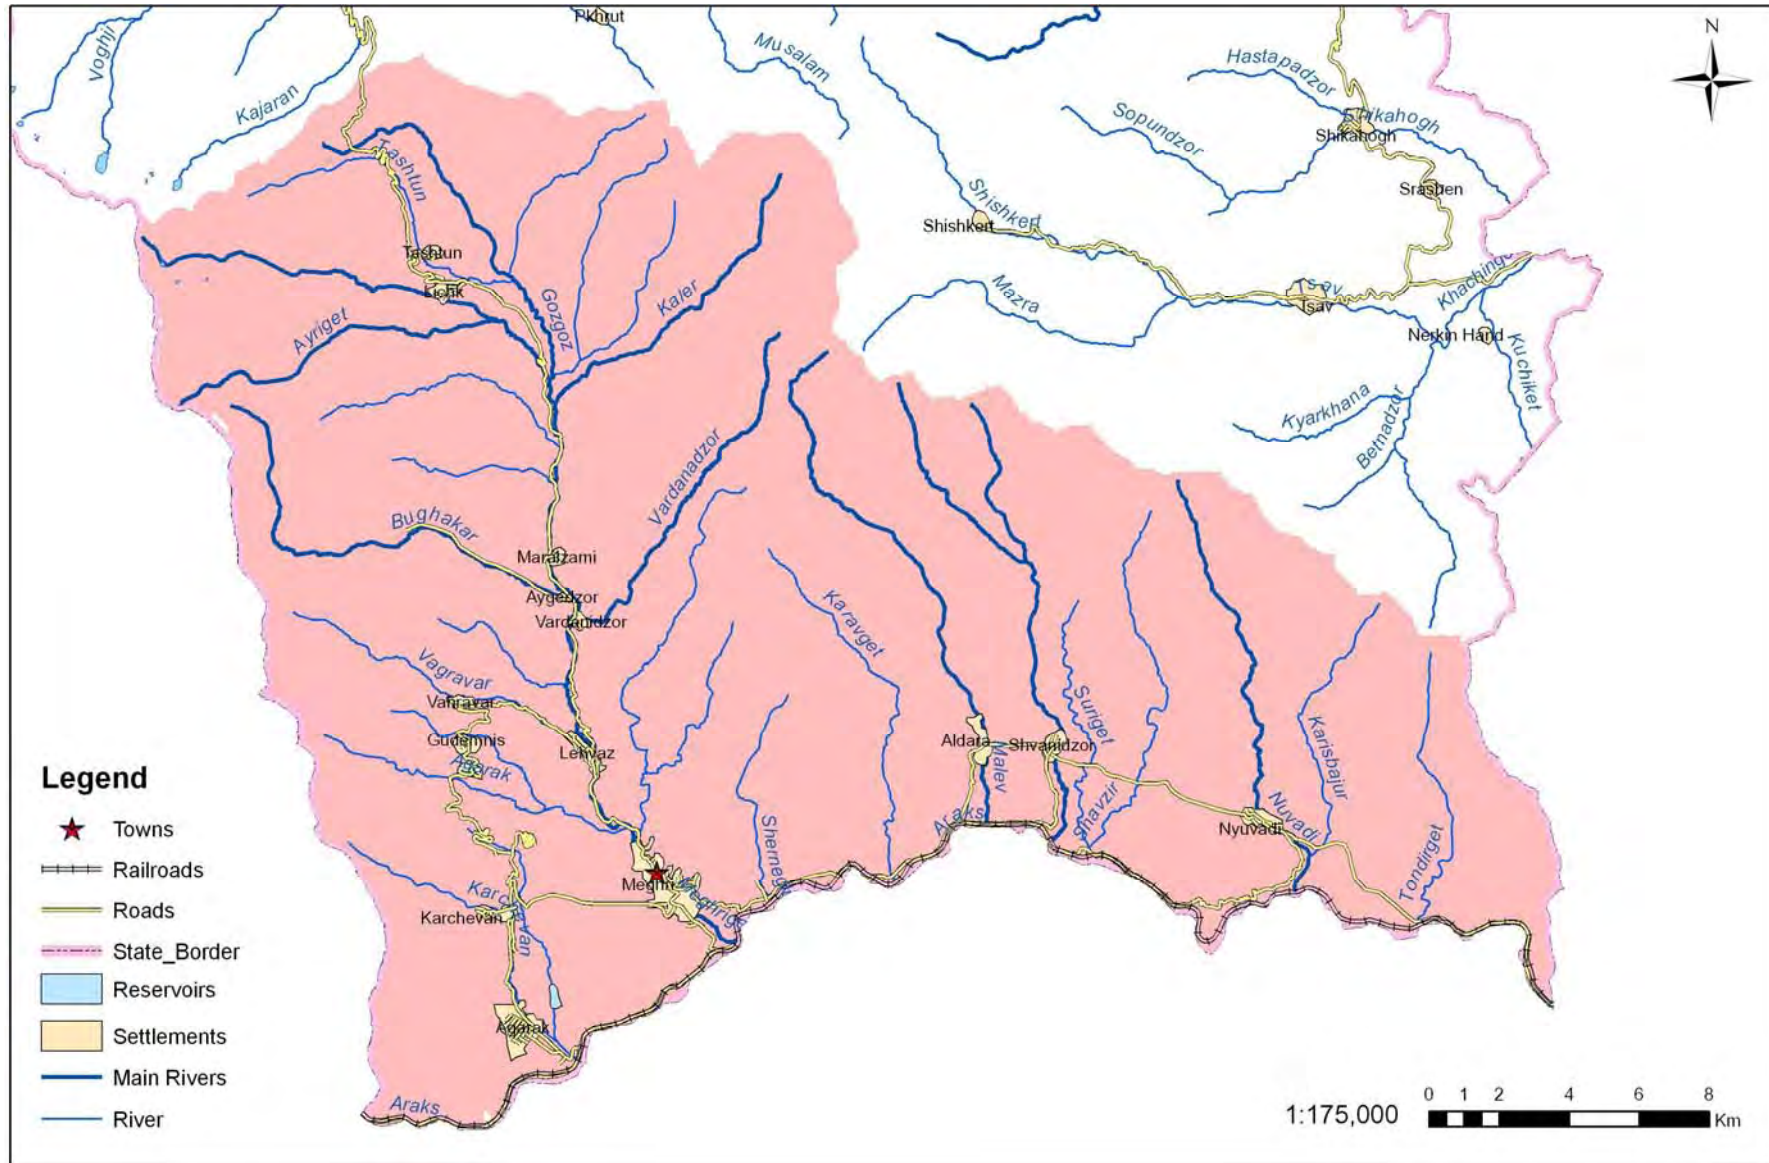 Pkhrut
N
Voghji
Musalam
Hastapadzor
Kajaran
Sopundzor
Shikahogh
Shikahogh
Tashtun
Srashen
Shishkert
Shishkert
Tashtun
Lichk
Gozgoz
Kaler
Mazra
Tsav
Tsav
Khachinget
Ayriget
Nerkin Hand
Kuchiket
Kyarkhana
Betnadzor
Vardanadzor
Bughakar
Maralzami
Aygedzor
Vardanidzor
Karavget
Vagravar
Vahravar
Gudemnis
Lehvaz
Agarak
Aldara
Malev
Shvanidzor
Suriget
Karisbajur
Shavzir
Araks
Nyuvadi
Nuvadi
Tondirget
Sherneg
Meghri
Meghriget
Karchevan
Karchevan
Agarak
Araks
Legend
Towns
Railroads
Roads
State_Border
Reservoirs
Settlements
Main Rivers
River
1:175,000
0 1 2 4 6 8
Km